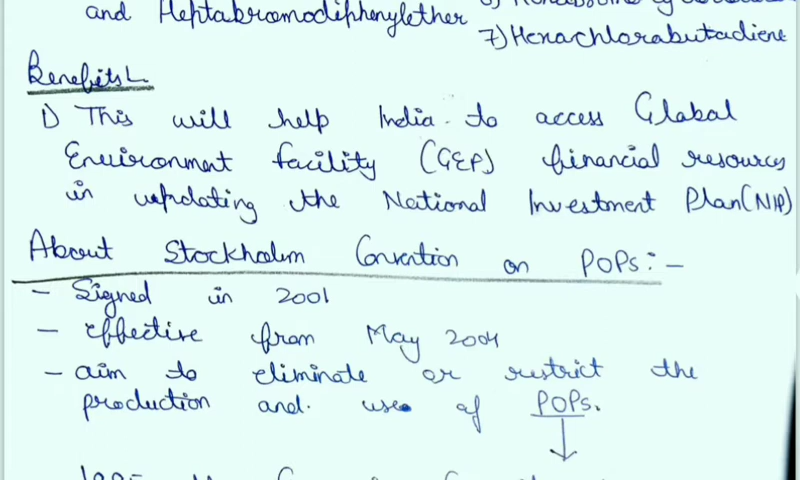 and Heptabromodiphenylether
7) Hexachlorabutadiene
Benefits:
1) This will help India to access Global
Environment facility (GEF) financial resources
in updating the National Investment Plan (NIP)
About Stockholm Convention on POPs:-
- Signed in 2001
- effective from May 2004
- aim to eliminate or restrict the
production and use of POPs.